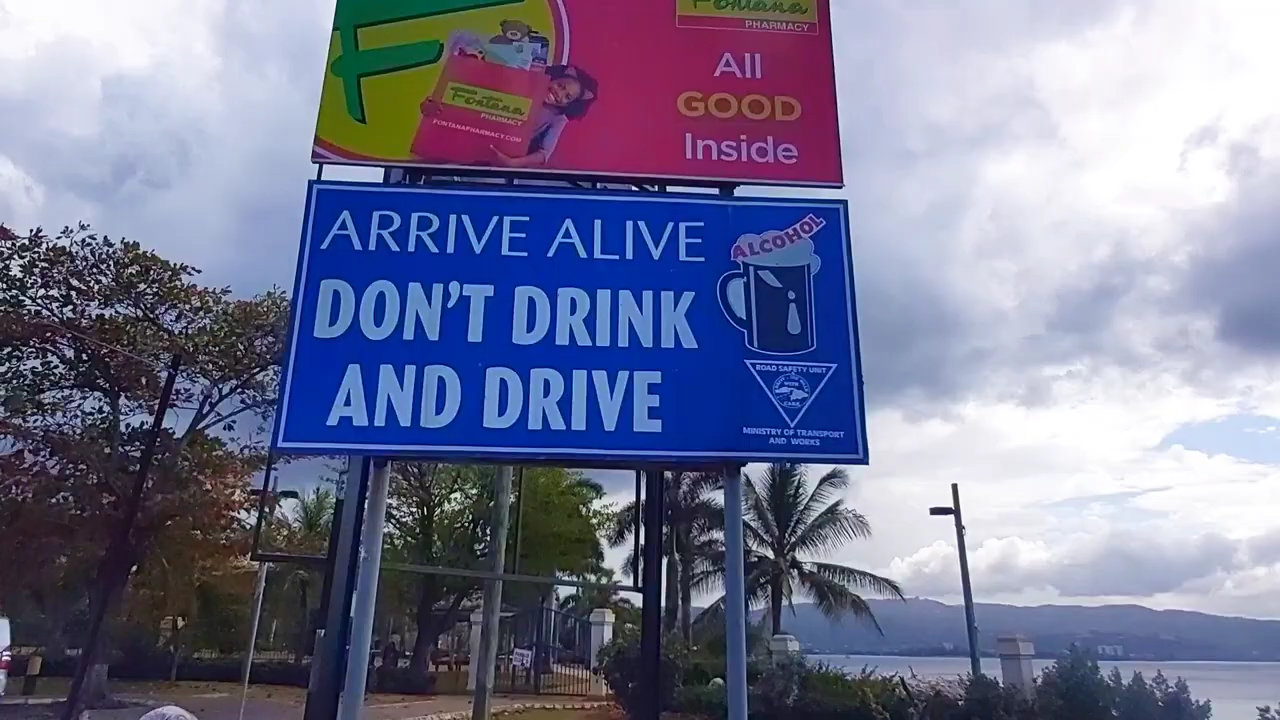 Fontana
PHARMACY
All
GOOD
Inside
F
Fontana
PHARMACY
FONTANAPHARMACY.COM
ARRIVE ALIVE
DON'T DRINK
AND DRIVE
ALCOHOL
ROAD SAFETY UNIT
MINISTRY OF TRANSPORT
AND WORKS